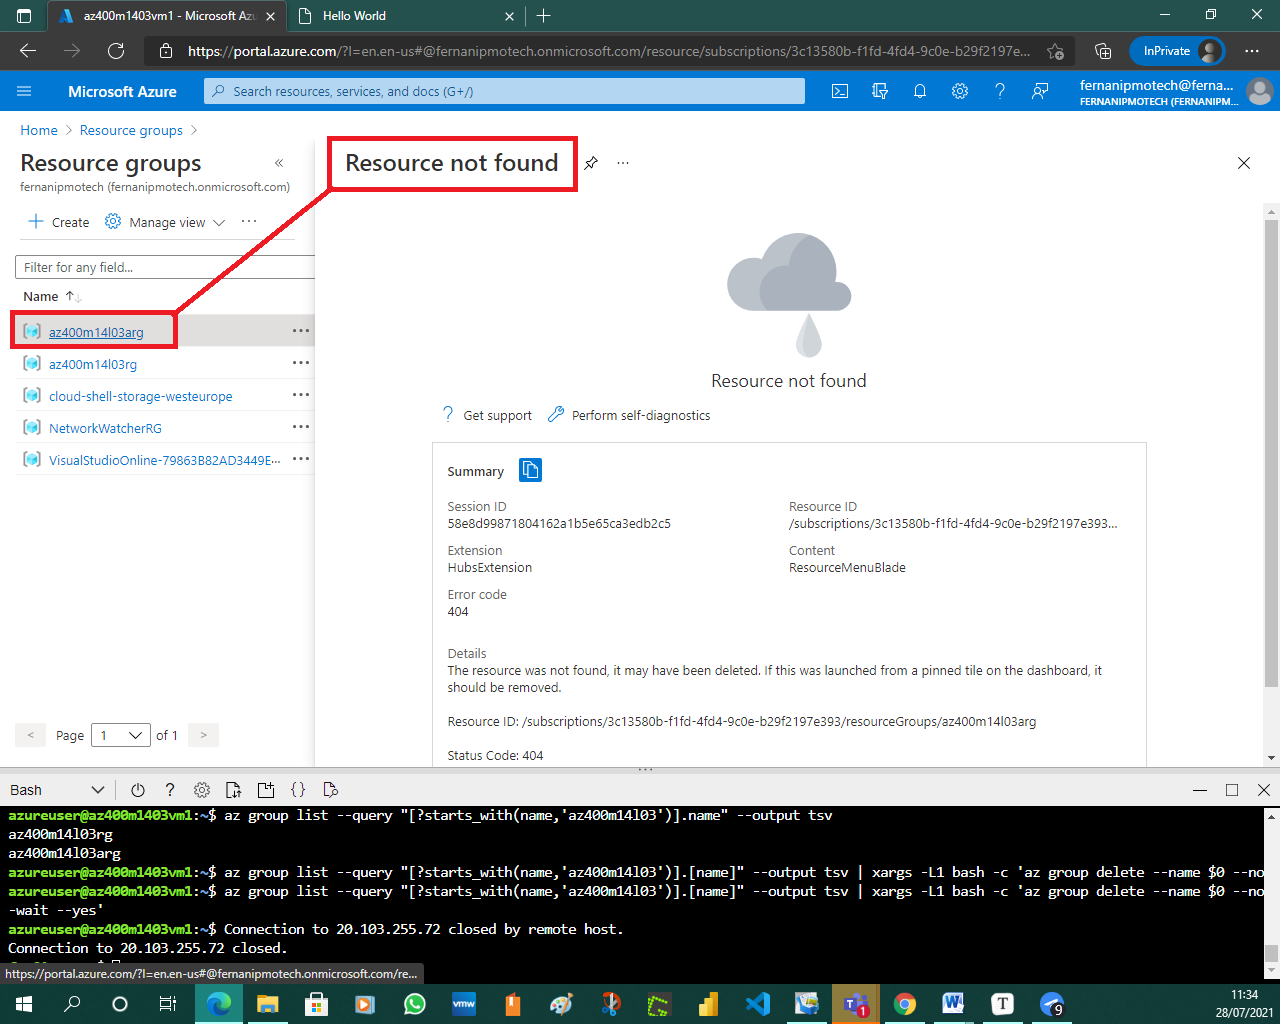 az400m1403vm1 - Microsoft Azu
Hello World
https://portal.azure.com/?l=en.en-us#@fernanipmotech.onmicrosoft.com/resource/subscriptions/3c13580b-f1fd-4fd4-9c0e-b29f2197e...
InPrivate
Microsoft Azure
Search resources, services, and docs (G+/)
fernanipmotech@ferna...
FERNANIPMOTECH (FERNANIPM...
Home > Resource groups >
Resource groups
fernanipmotech (fernanipmotech.onmicrosoft.com)
Create
Manage view
Filter for any field...
Name
az400m14l03arg
az400m14l03rg
cloud-shell-storage-westeurope
NetworkWatcherRG
VisualStudioOnline-79863B82AD3449E...
< Page 1 of 1 >
Resource not found
Resource not found
Get support
Perform self-diagnostics
Summary
Session ID
58e8d99871804162a1b5e65ca3edb2c5
Resource ID
/subscriptions/3c13580b-f1fd-4fd4-9c0e-b29f2197e393...
Extension
HubsExtension
Content
ResourceMenuBlade
Error code
404
Details
The resource was not found, it may have been deleted. If this was launched from a pinned tile on the dashboard, it
should be removed.
Resource ID: /subscriptions/3c13580b-f1fd-4fd4-9c0e-b29f2197e393/resourceGroups/az400m14l03arg
Status Code: 404
Bash
azureuser@az400m1403vm1:~$ az group list --query "[?starts_with(name,'az400m14l03')].name" --output tsv
az400m14l03rg
az400m14l03arg
azureuser@az400m1403vm1:~$ az group list --query "[?starts_with(name,'az400m14l03')].[name]" --output tsv | xargs -L1 bash -c 'az group delete --name $0 --no
azureuser@az400m1403vm1:~$ az group list --query "[?starts_with(name,'az400m14l03')].[name]" --output tsv | xargs -L1 bash -c 'az group delete --name $0 --no
-wait --yes'
azureuser@az400m1403vm1:~$ Connection to 20.103.255.72 closed by remote host.
Connection to 20.103.255.72 closed.
https://portal.azure.com/?l=en.en-us#@fernanipmotech.onmicrosoft.com/re...
vmw
1
W
T
9
11:34
28/07/2021